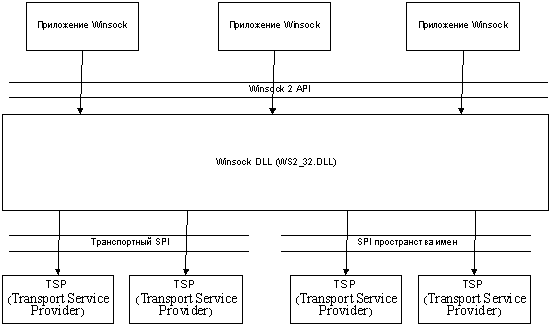 Приложение Winsock
Приложение Winsock
Приложение Winsock
Winsock 2 API
Winsock DLL (WS2_32.DLL)
Транспортный SPI
SPI пространства имен
TSP
(Transport Service
Provider)
TSP
(Transport Service
Provider)
TSP
(Transport Service
Provider)
TSP
(Transport Service
Provider)